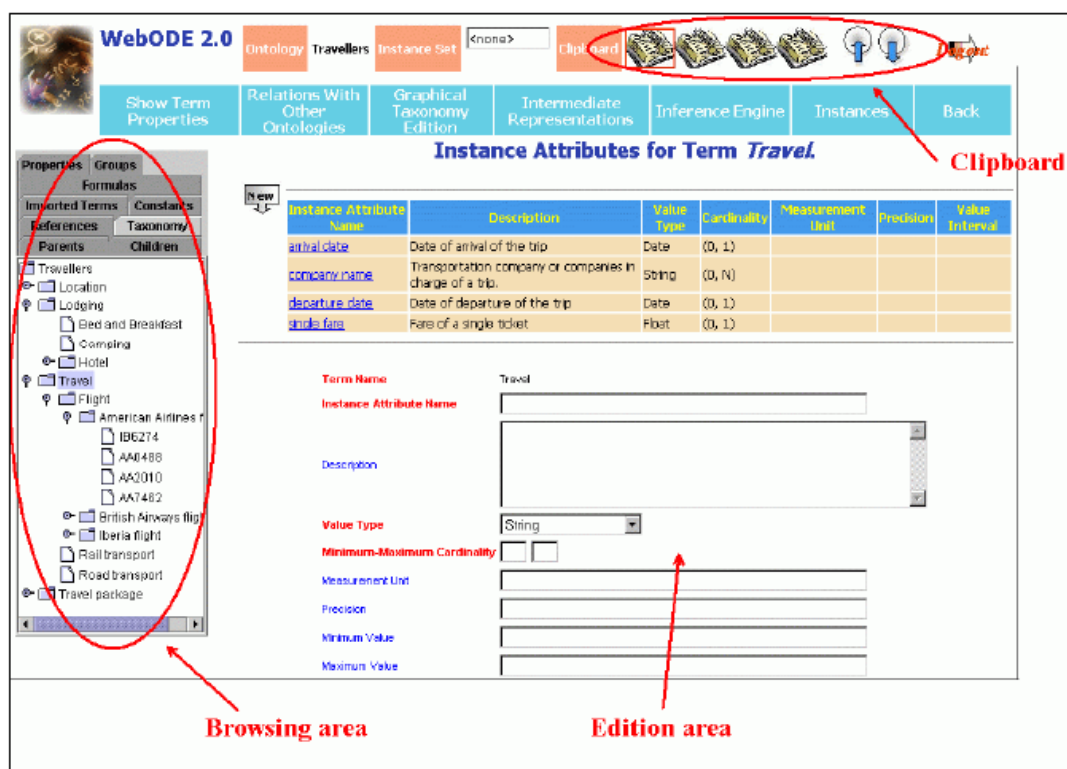 WebODE 2.0
Ontology Travellers Instance Set <none> Clipboard Logout
Show Term Properties
Relations With Other Ontologies
Graphical Taxonomy Edition
Intermediate Representations
Inference Engine
Instances
Back
Clipboard
Properties Groups
Formulas
Imported Terms Constants
References Taxonomy
Parents Children
Travellers
Location
Lodging
Bed and Breakfast
Camping
Hotel
Travel
Flight
American Airlines f
IB6274
AA0488
AA2010
AA7462
British Airways flig
Iberia flight
Rail transport
Road transport
Travel package
Instance Attributes for Term Travel.
New
Instance Attribute Name Description Value Type Cardinality Measurement Unit Precision Value Interval
arrival date Date of arrival of the trip Date (0, 1)
company name Transportation company or companies in charge of a trip. String (0, N)
departure date Date of departure of the trip Date (0, 1)
single fare Fare of a single ticket Float (0, 1)
Term Name Travel
Instance Attribute Name
Description
Value Type String
Minimum-Maximum Cardinality
Measurement Unit
Precision
Minimum Value
Maximum Value
Browsing area
Edition area